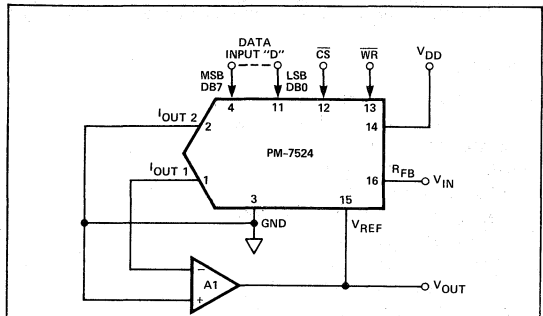 DATA
INPUT "D"
MSB
DB7
LSB
DB0
CS
WR
VDD
4
11
12
13
IOUT 2
2
14
PM-7524
IOUT 1
1
16
RFB
VIN
3
15
GND
VREF
A1
−
+
VOUT